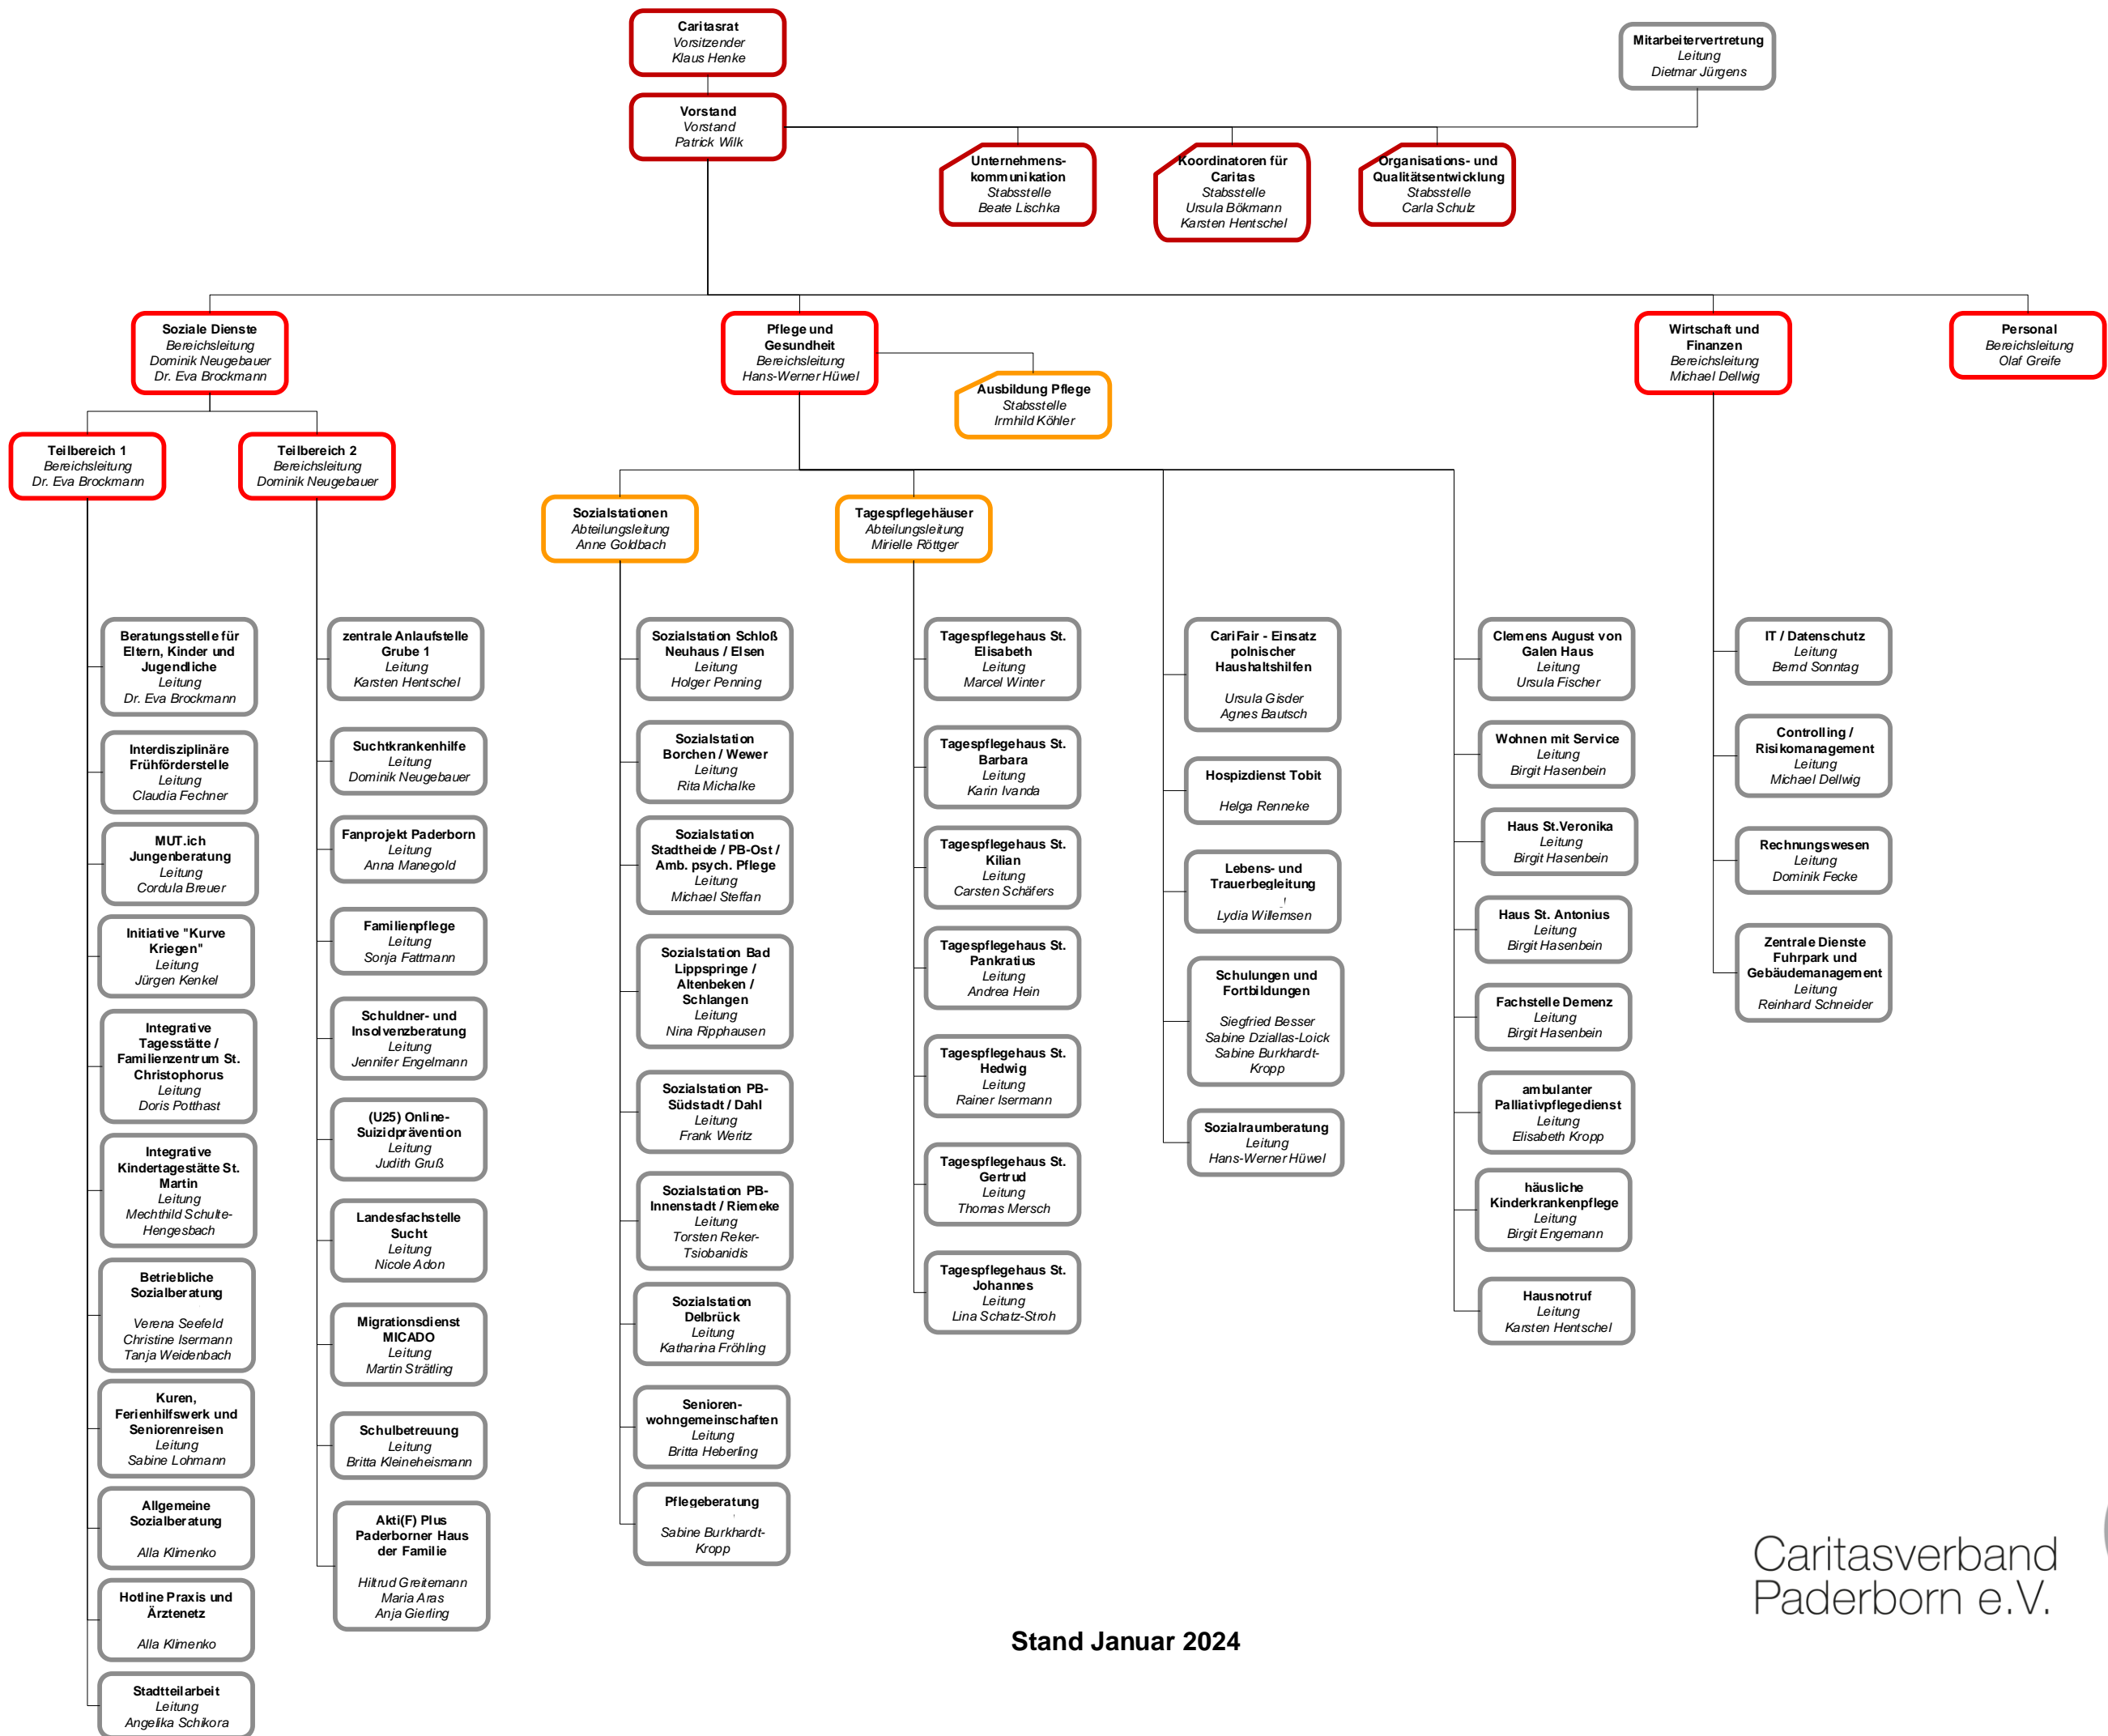 Caritasrat
Vorsitzender
Klaus Henke
Mitarbeitervertretung
Leitung
Dietmar Jürgens
Vorstand
Vorstand
Patrick Wilk
Unternehmens-
kommunikation
Stabsstelle
Beate Lischka
Koordinatoren für
Caritas
Stabsstelle
Ursula Bökmann
Karsten Hentschel
Organisations- und
Qualitätsentwicklung
Stabsstelle
Carla Schulz
Soziale Dienste
Bereichsleitung
Dominik Neugebauer
Dr. Eva Brockmann
Pflege und
Gesundheit
Bereichsleitung
Hans-Werner Hüwel
Wirtschaft und
Finanzen
Bereichsleitung
Michael Dellwig
Personal
Bereichsleitung
Olaf Greife
Ausbildung Pflege
Stabsstelle
Irmhild Köhler
Teilbereich 1
Bereichsleitung
Dr. Eva Brockmann
Teilbereich 2
Bereichsleitung
Dominik Neugebauer
Sozialstationen
Abteilungsleitung
Anne Goldbach
Tagespflegehäuser
Abteilungsleitung
Mirielle Röttger
Beratungsstelle für
Eltern, Kinder und
Jugendliche
Leitung
Dr. Eva Brockmann
Interdisziplinäre
Frühförderstelle
Leitung
Claudia Fechner
MUT.ich
Jungenberatung
Leitung
Cordula Breuer
Initiative "Kurve
Kriegen"
Leitung
Jürgen Kenkel
Integrative
Tagesstätte /
Familienzentrum St.
Christophorus
Leitung
Doris Potthast
Integrative
Kindertagestätte St.
Martin
Leitung
Mechthild Schulte-
Hengesbach
Betriebliche
Sozialberatung
Verena Seefeld
Christine Isermann
Tanja Weidenbach
Kuren,
Ferienhilfswerk und
Seniorenreisen
Leitung
Sabine Lohmann
Allgemeine
Sozialberatung
Alla Klimenko
Hotline Praxis und
Ärztenetz
Alla Klimenko
Stadtteilarbeit
Leitung
Angelika Schikora
zentrale Anlaufstelle
Grube 1
Leitung
Karsten Hentschel
Suchtkrankenhilfe
Leitung
Dominik Neugebauer
Fanprojekt Paderborn
Leitung
Anna Manegold
Familienpflege
Leitung
Sonja Fattmann
Schuldner- und
Insolvenzberatung
Leitung
Jennifer Engelmann
(U25) Online-
Suizidprävention
Leitung
Judith Gruß
Landesfachstelle
Sucht
Leitung
Nicole Adon
Migrationsdienst
MICADO
Leitung
Martin Strätling
Schulbetreuung
Leitung
Britta Kleineheismann
Akti(F) Plus
Paderborner Haus
der Familie
Hiltrud Greitemann
Maria Aras
Anja Gierling
Sozialstation Schloß
Neuhaus / Elsen
Leitung
Holger Penning
Sozialstation
Borchen / Wewer
Leitung
Rita Michalke
Sozialstation
Stadtheide / PB-Ost /
Amb. psych. Pflege
Leitung
Michael Steffan
Sozialstation Bad
Lippspringe /
Altenbeken /
Schlangen
Leitung
Nina Ripphausen
Sozialstation PB-
Südstadt / Dahl
Leitung
Frank Weritz
Sozialstation PB-
Innenstadt / Riemeke
Leitung
Torsten Reker-
Tsiobanidis
Sozialstation
Delbrück
Leitung
Katharina Fröhling
Senioren-
wohngemeinschaften
Leitung
Britta Heberling
Pflegeberatung
Sabine Burkhardt-
Kropp
Tagespflegehaus St.
Elisabeth
Leitung
Marcel Winter
Tagespflegehaus St.
Barbara
Leitung
Karin Ivanda
Tagespflegehaus St.
Kilian
Leitung
Carsten Schäfers
Tagespflegehaus St.
Pankratius
Leitung
Andrea Hein
Tagespflegehaus St.
Hedwig
Leitung
Rainer Isermann
Tagespflegehaus St.
Gertrud
Leitung
Thomas Mersch
Tagespflegehaus St.
Johannes
Leitung
Lina Schatz-Stroh
CariFair - Einsatz
polnischer
Haushaltshilfen
Ursula Gisder
Agnes Bautsch
Hospizdienst Tobit
Helga Renneke
Lebens- und
Trauerbegleitung
Lydia Willemsen
Schulungen und
Fortbildungen
Siegfried Besser
Sabine Dziallas-Loick
Sabine Burkhardt-
Kropp
Sozialraumberatung
Leitung
Hans-Werner Hüwel
Clemens August von
Galen Haus
Leitung
Ursula Fischer
Wohnen mit Service
Leitung
Birgit Hasenbein
Haus St.Veronika
Leitung
Birgit Hasenbein
Haus St. Antonius
Leitung
Birgit Hasenbein
Fachstelle Demenz
Leitung
Birgit Hasenbein
ambulanter
Palliativpflegedienst
Leitung
Elisabeth Kropp
häusliche
Kinderkrankenpflege
Leitung
Birgit Engemann
Hausnotruf
Leitung
Karsten Hentschel
IT / Datenschutz
Leitung
Bernd Sonntag
Controlling /
Risikomanagement
Leitung
Michael Dellwig
Rechnungswesen
Leitung
Dominik Fecke
Zentrale Dienste
Fuhrpark und
Gebäudemanagement
Leitung
Reinhard Schneider
Caritasverband
Paderborn e.V.
Stand Januar 2024